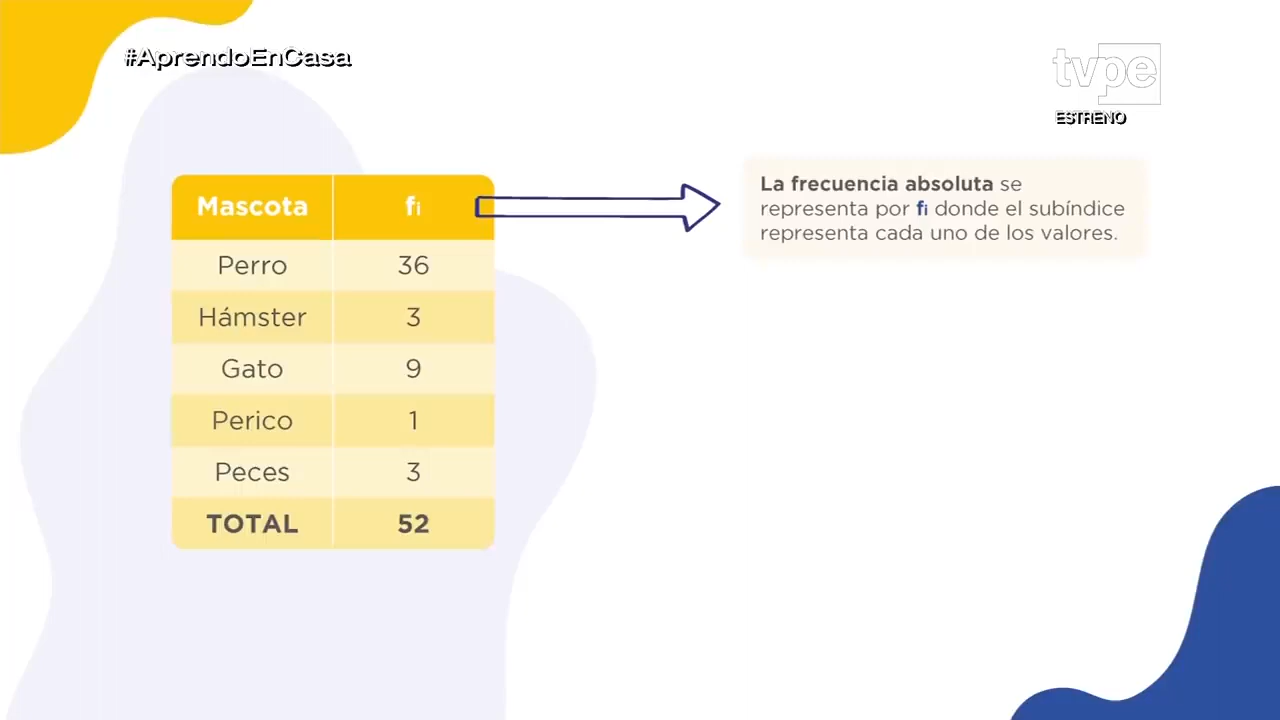 #AprendoEnCasa
tvpe
ESTRENO
Mascota fi
Perro 36
Hámster 3
Gato 9
Perico 1
Peces 3
TOTAL 52
La frecuencia absoluta se
representa por fi donde el subíndice
representa cada uno de los valores.